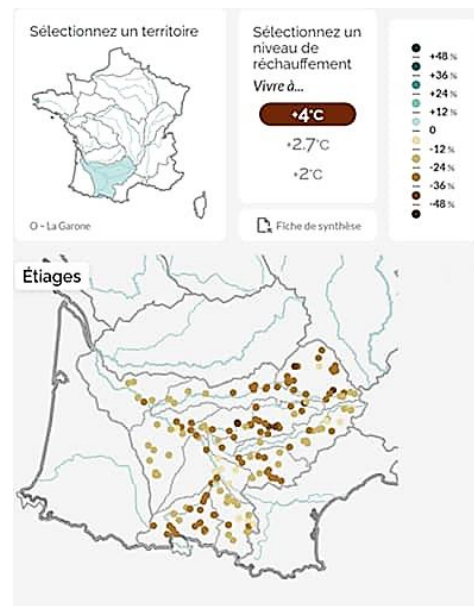 Sélectionnez un territoire
O - La Garone
Sélectionnez un
niveau de
réchauffement
Vivre à...
+4°C
+2.7°C
+2°C
Fiche de synthèse
+48 %
+36 %
+24 %
+12 %
0
-12 %
-24 %
-36 %
-48 %
Étiages